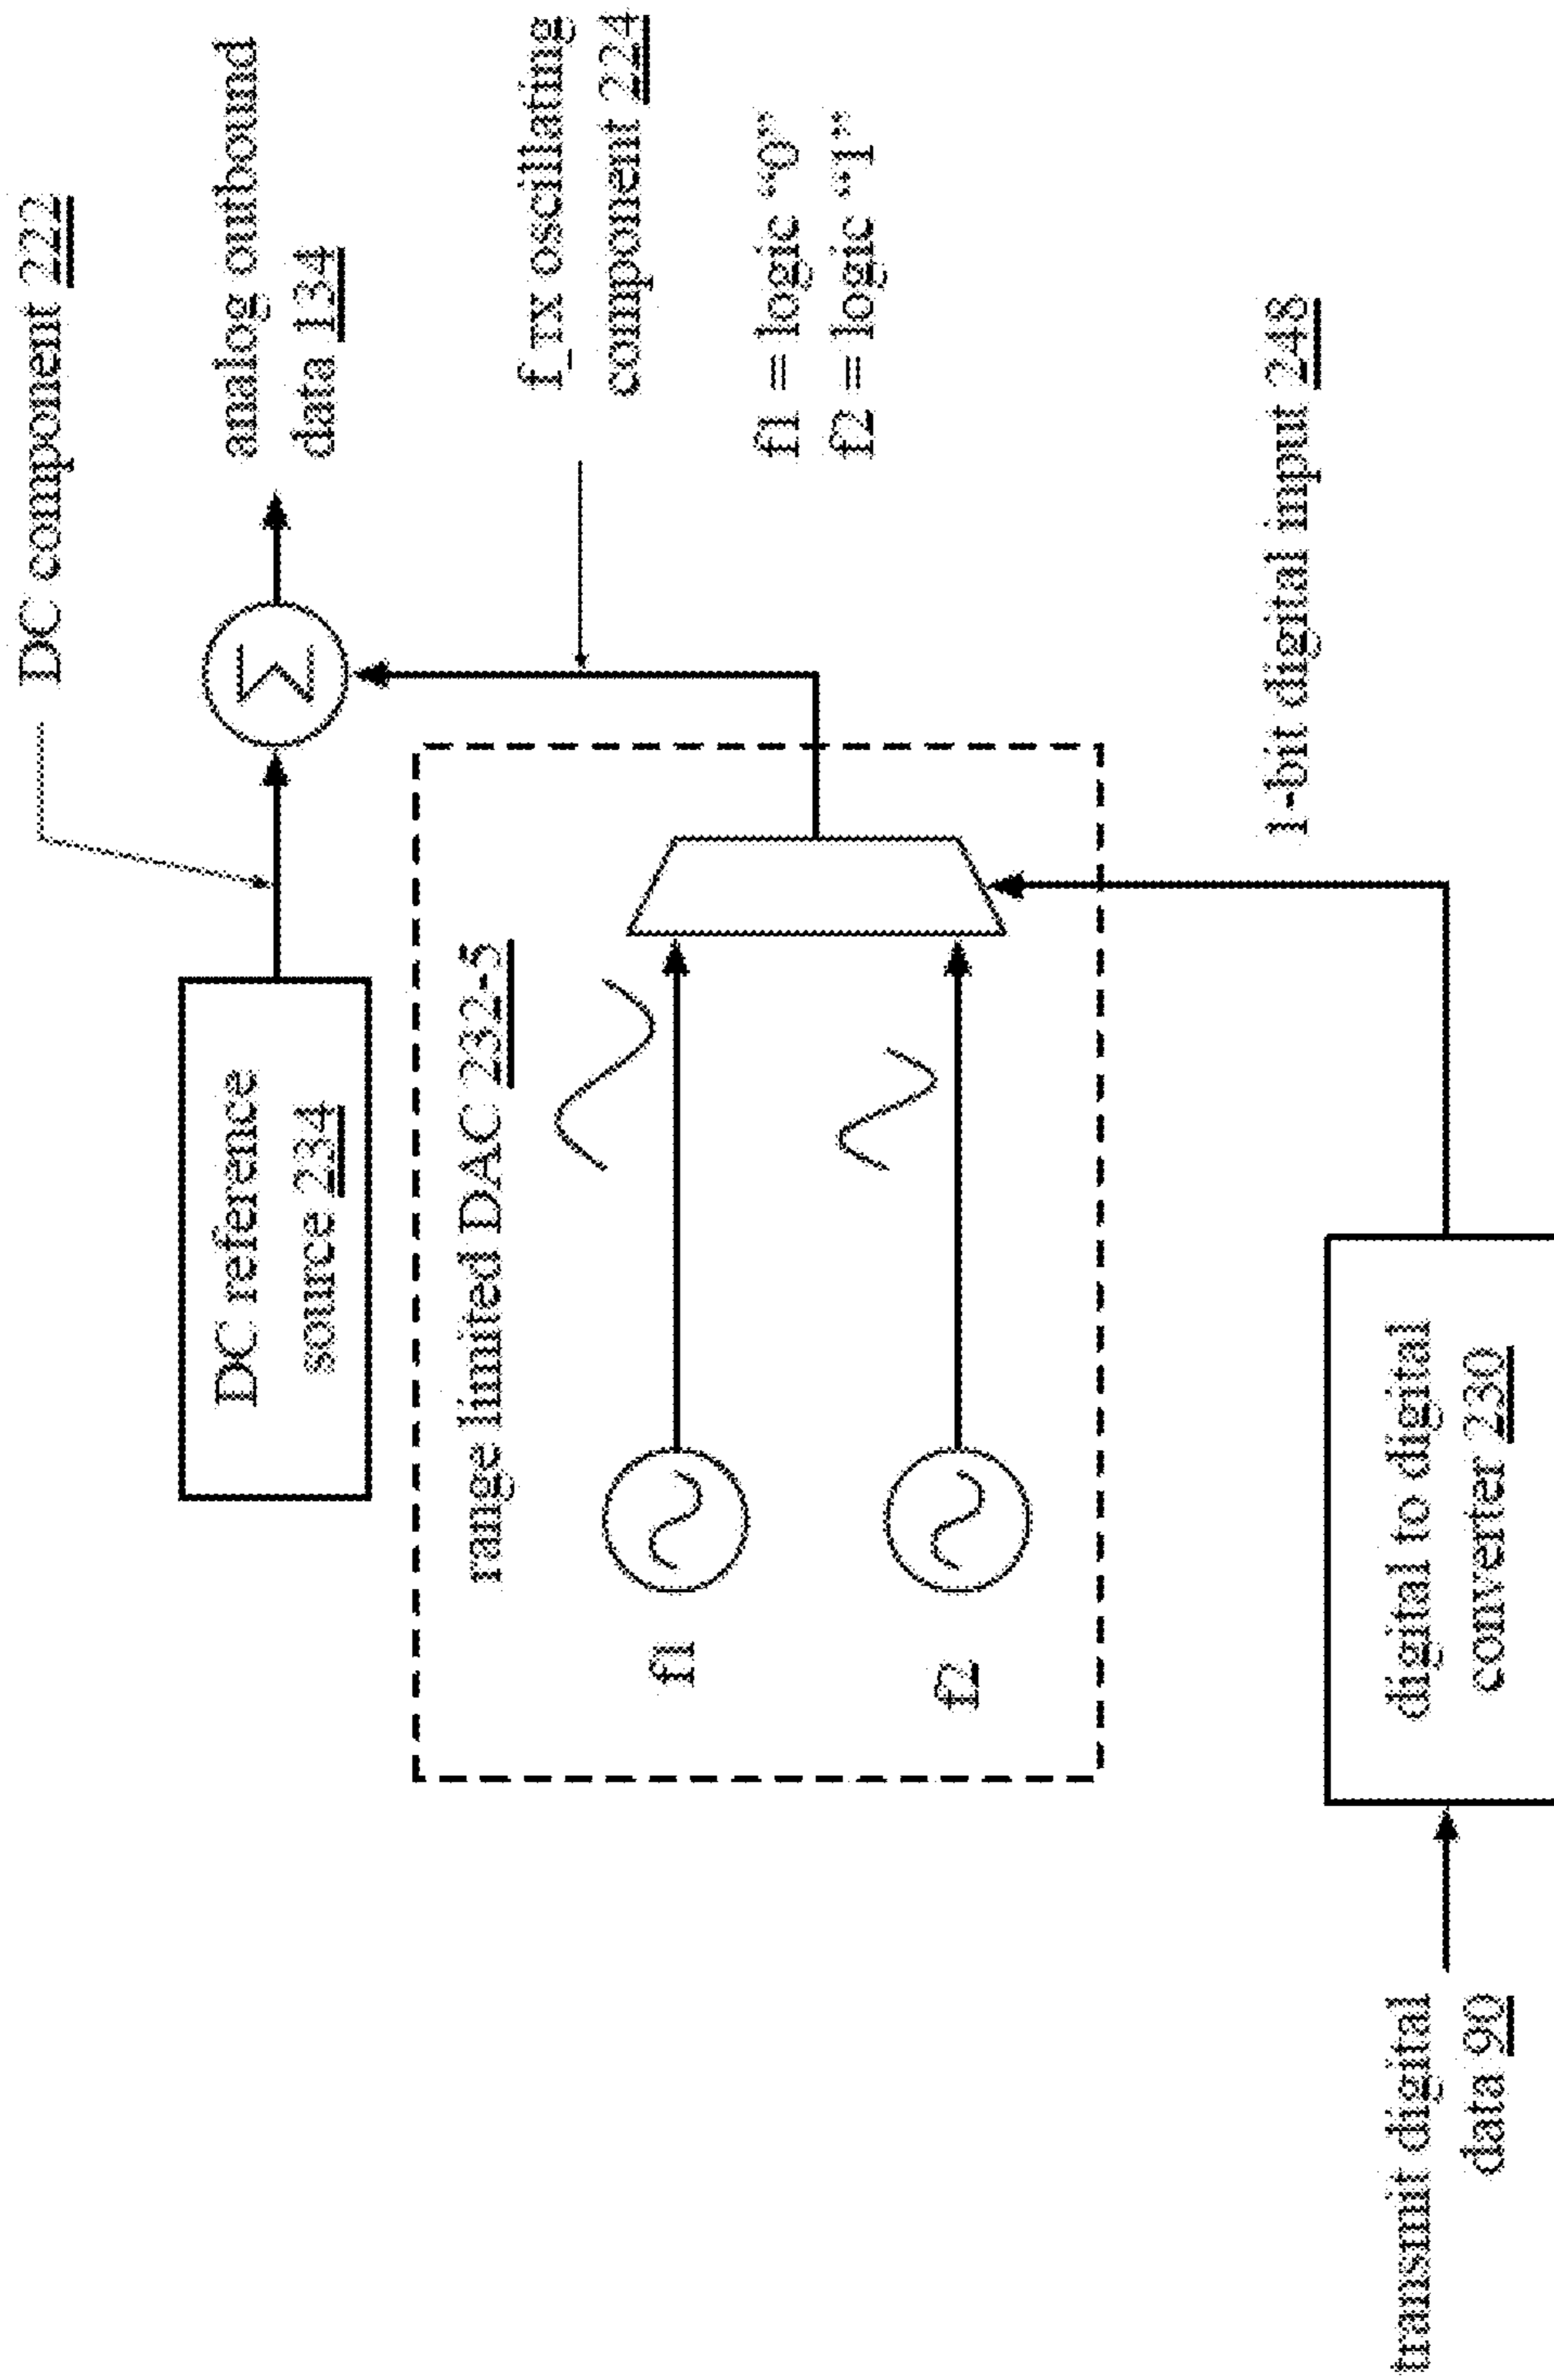 DC component 222
analog outbound
data 134
DC reference
source 234
f_rx oscillating
component 224
range limited DAC 232-5
f1 = logic "0"
f2 = logic "1"
f1
f2
1-bit digital input 248
digital to digital
converter 230
transmit digital
data 90